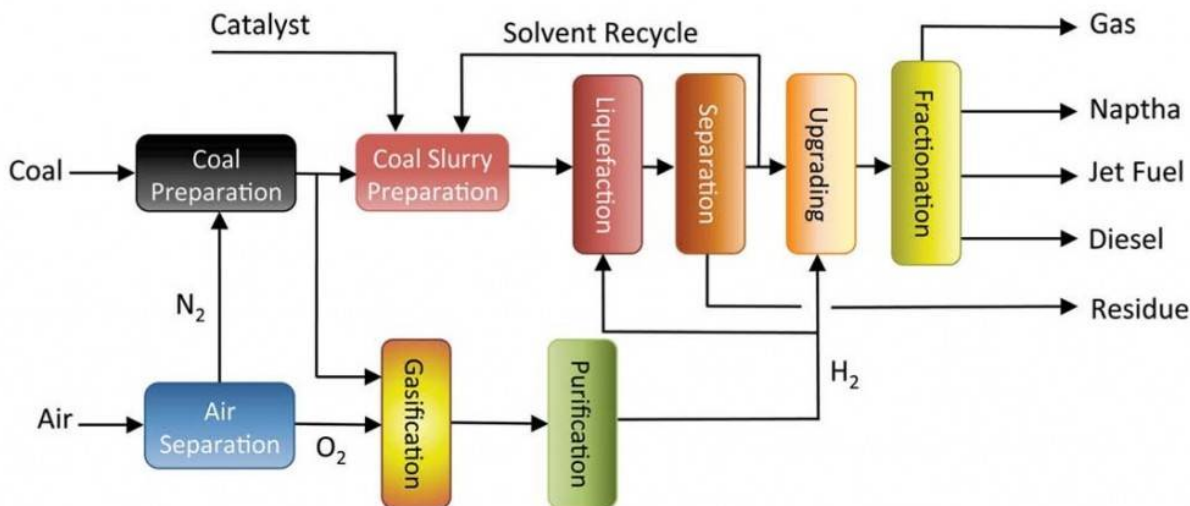 Catalyst
Solvent Recycle
Gas
Coal
Coal
Preparation
Coal Slurry
Preparation
Liquefaction
Separation
Upgrading
Fractionation
Naptha
Jet Fuel
Diesel
Residue
N₂
H₂
Air
Air
Separation
O₂
Gasification
Purification